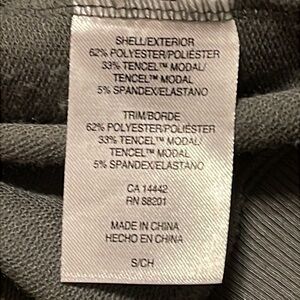 SHELL/EXTERIOR
62% POLYESTER/POLIÉSTER
33% TENCEL™ MODAL/
TENCEL™ MODAL
5% SPANDEX/ELASTANO
TRIM/BORDE
62% POLYESTER/POLIÉSTER
33% TENCEL™ MODAL/
TENCEL™ MODAL
5% SPANDEX/ELASTANO
CA 14442
RN 88201
MADE IN CHINA
HECHO EN CHINA
S/CH